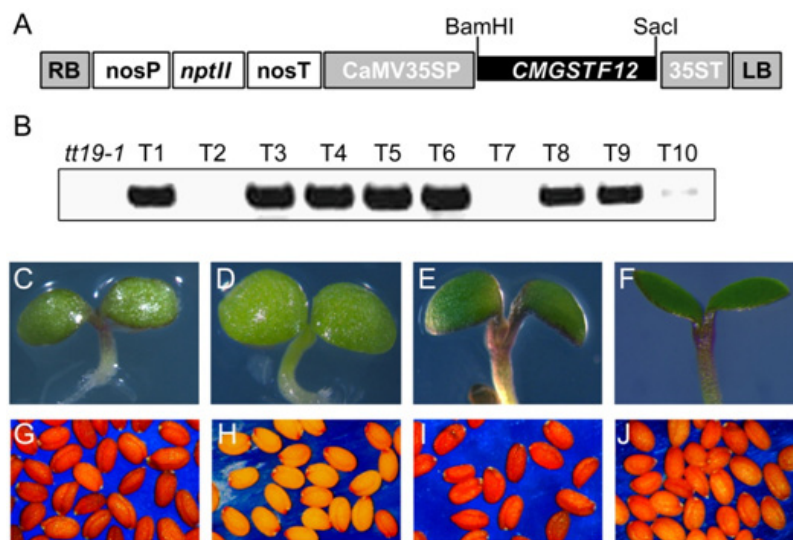 A
BamHI SacI
RB nosP nptII nosT CaMV35SP CMGSTF12 35ST LB
B
tt19-1 T1 T2 T3 T4 T5 T6 T7 T8 T9 T10
C D E F
G H I J